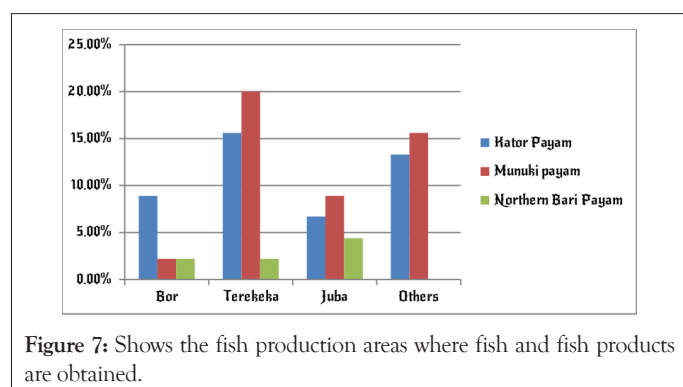 25.00%
20.00%
15.00%
10.00%
5.00%
0.00%
Bor Terekeka Juba Others
Kator Payam
Munuki payam
Northern Bari Payam
Figure 7: Shows the fish production areas where fish and fish products
are obtained.